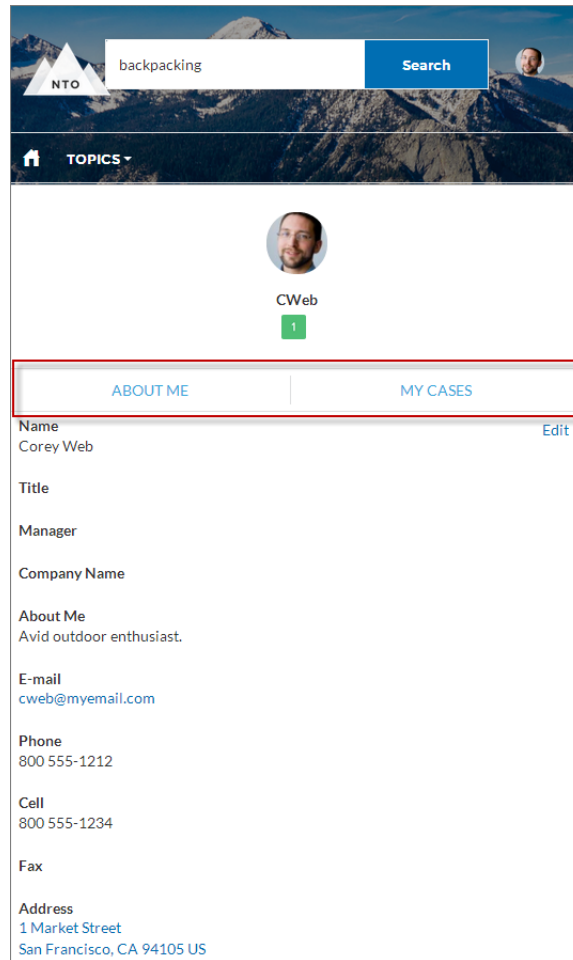 NTO
backpacking
Search
TOPICS
CWeb
1
ABOUT ME
MY CASES
Name
Edit
Corey Web
Title
Manager
Company Name
About Me
Avid outdoor enthusiast.
E-mail
cweb@myemail.com
Phone
800 555-1212
Cell
800 555-1234
Fax
Address
1 Market Street
San Francisco, CA 94105 US